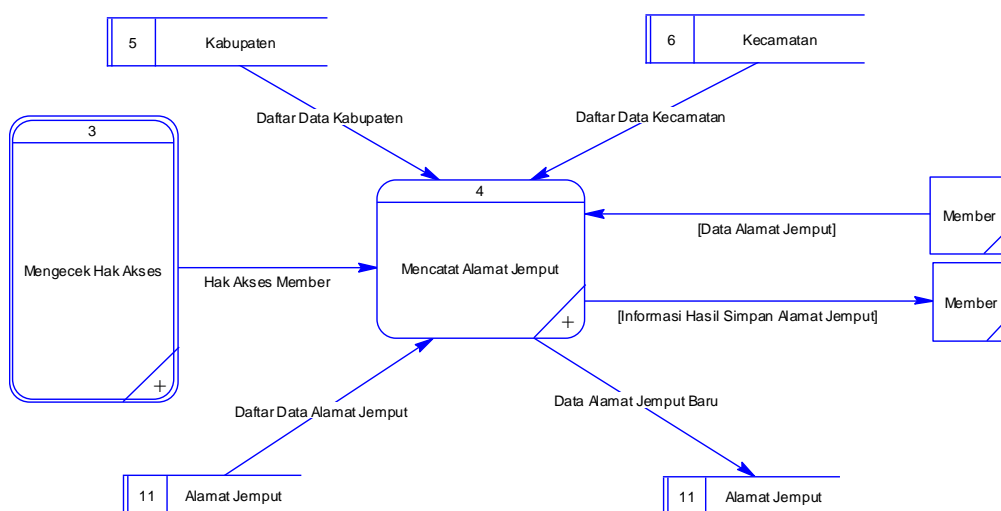 5
Kabupaten
6
Kecamatan
Daftar Data Kabupaten
Daftar Data Kecamatan
3
4
Member
[Data Alamat Jemput]
Mengecek Hak Akses
Hak Akses Member
Mencatat Alamat Jemput
Member
[Informasi Hasil Simpan Alamat Jemput]
+
+
Daftar Data Alamat Jemput
Data Alamat Jemput Baru
11
Alamat Jemput
11
Alamat Jemput